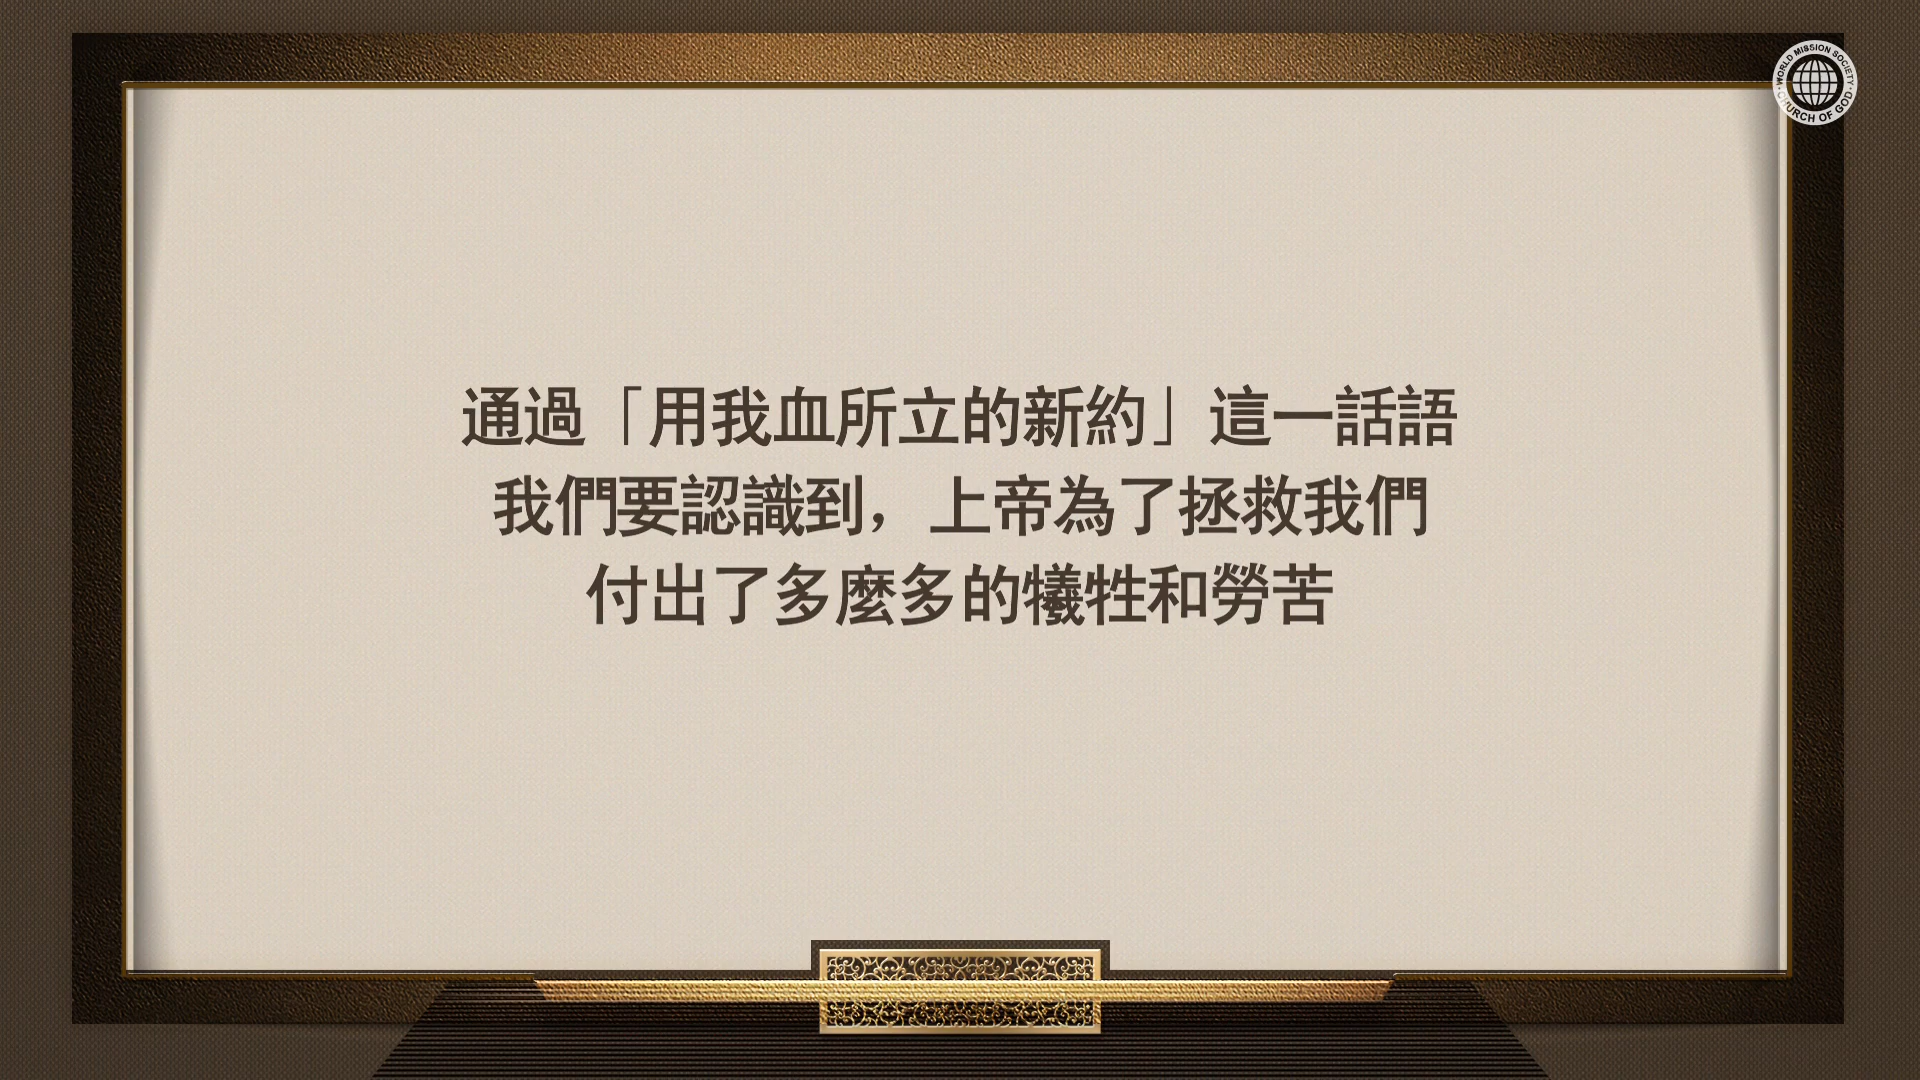 WORLD MISSION SOCIETY
CHURCH OF GOD
通過「用我血所立的新約」這一話語
我們要認識到，上帝為了拯救我們
付出了多麼多的犧牲和勞苦